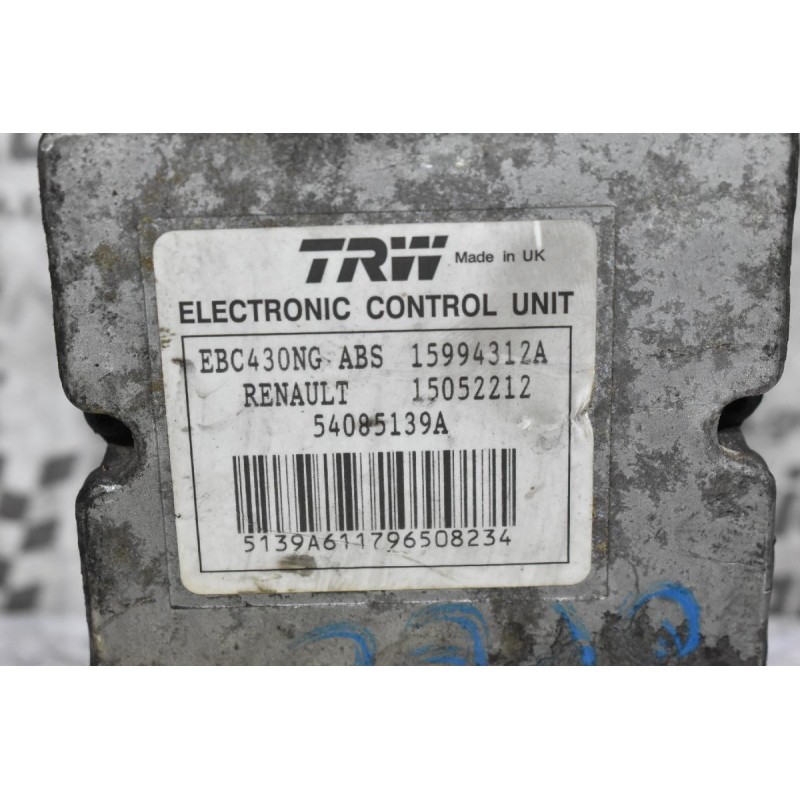 TRW Made in UK
ELECTRONIC CONTROL UNIT
EBC430NG ABS 15994312A
RENAULT 15052212
54085139A
5139A611796508234